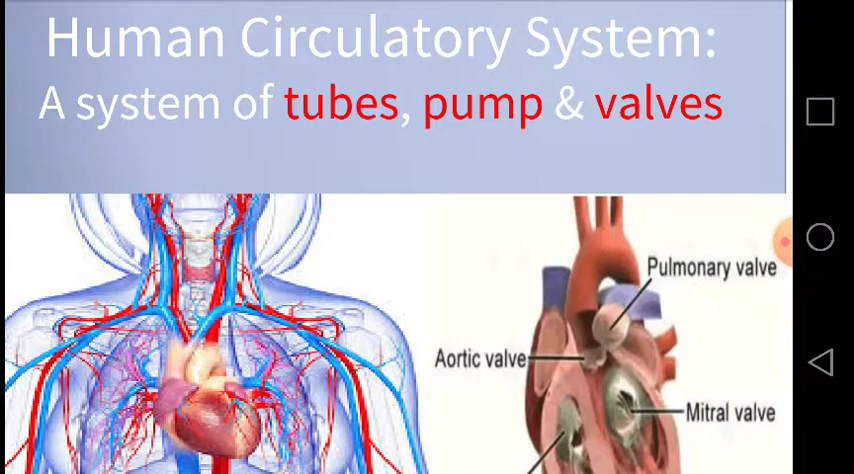 Human Circulatory System:
A system of tubes, pump & valves
Pulmonary valve
Aortic valve
Mitral valve